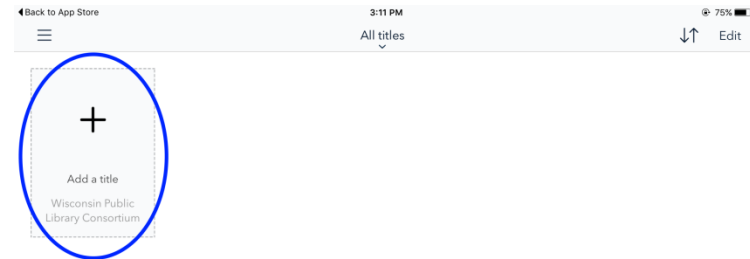 Back to App Store 3:11 PM 75%
All titles Edit
Add a title
Wisconsin Public
Library Consortium